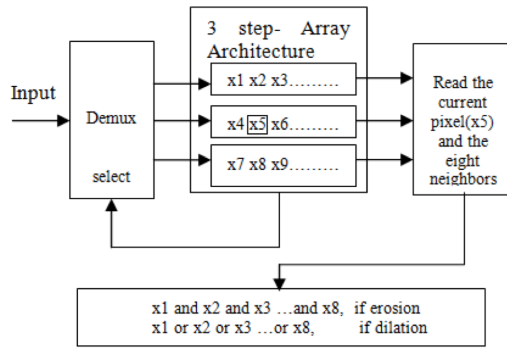 3 step- Array
Architecture
Input
Demux
select
x1 x2 x3.........
x4 x5 x6.........
x7 x8 x9.........
Read the
current
pixel(x5)
and the
eight
neighbors
x1 and x2 and x3 ...and x8, if erosion
x1 or x2 or x3 ...or x8, if dilation